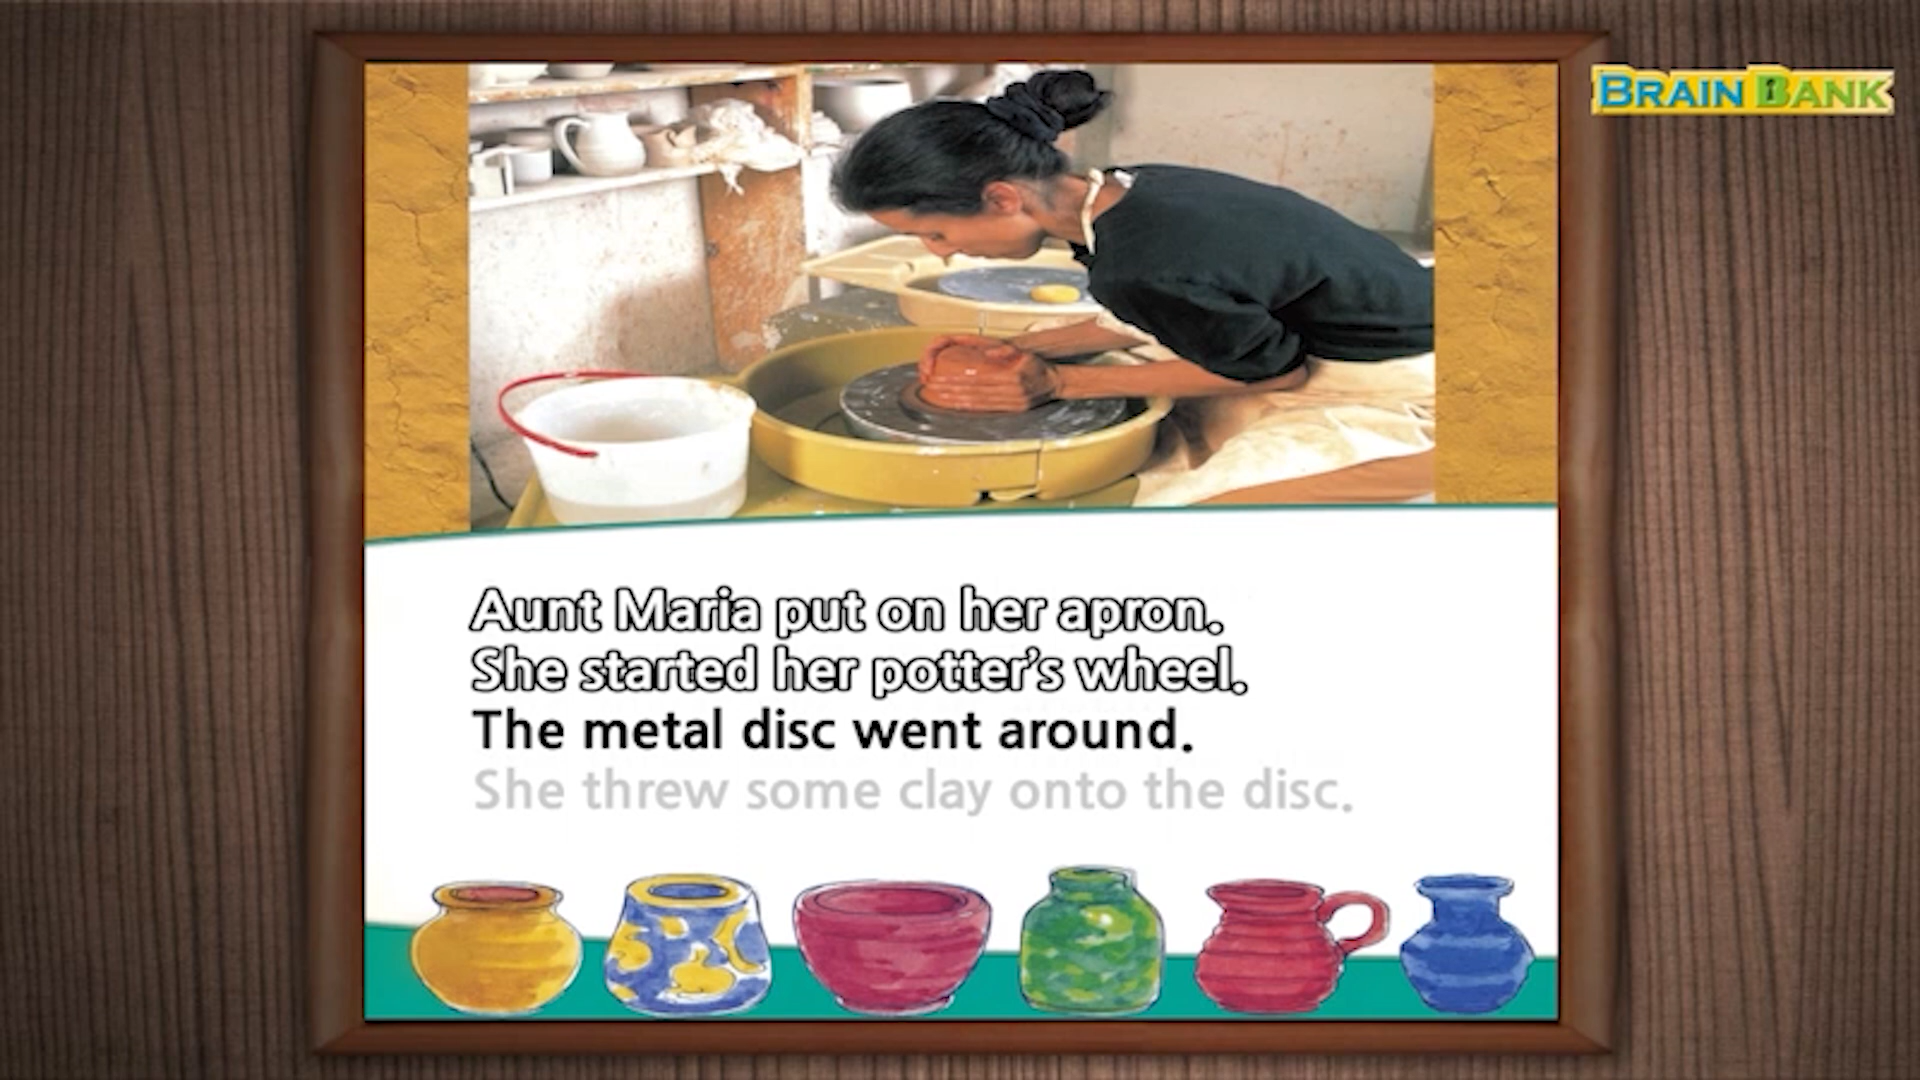 BRAIN BANK
Aunt Maria put on her apron.
She started her potter's wheel.
The metal disc went around.
She threw some clay onto the disc.